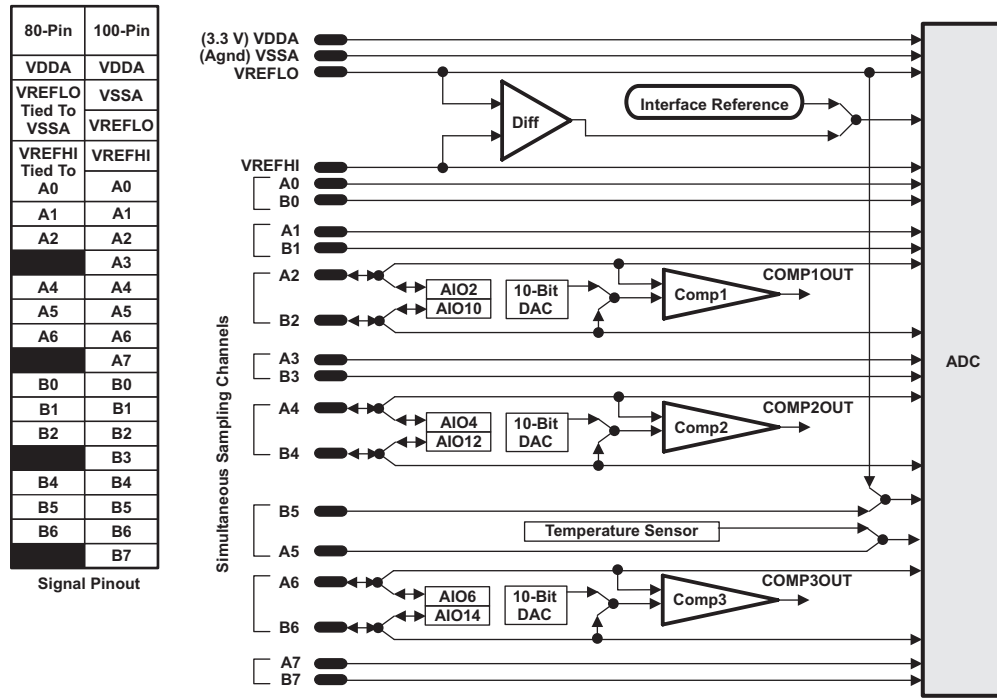 80-Pin 100-Pin
VDDA VDDA
VREFLO
Tied To
VSSA
VSSA
VREFLO
VREFHI
Tied To
A0
VREFHI
A0
A1 A1
A2 A2
A3
A4 A4
A5 A5
A6 A6
A7
B0 B0
B1 B1
B2 B2
B3
B4 B4
B5 B5
B6 B6
B7
Signal Pinout
(3.3 V) VDDA
(Agnd) VSSA
VREFLO
Diff
Interface Reference
VREFHI
A0
B0
A1
B1
A2
AIO2
AIO10
10-Bit
DAC
Comp1
COMP1OUT
B2
Simultaneous Sampling Channels
A3
B3
ADC
A4
AIO4
AIO12
10-Bit
DAC
Comp2
COMP2OUT
B4
B5
Temperature Sensor
A5
A6
AIO6
AIO14
10-Bit
DAC
Comp3
COMP3OUT
B6
A7
B7